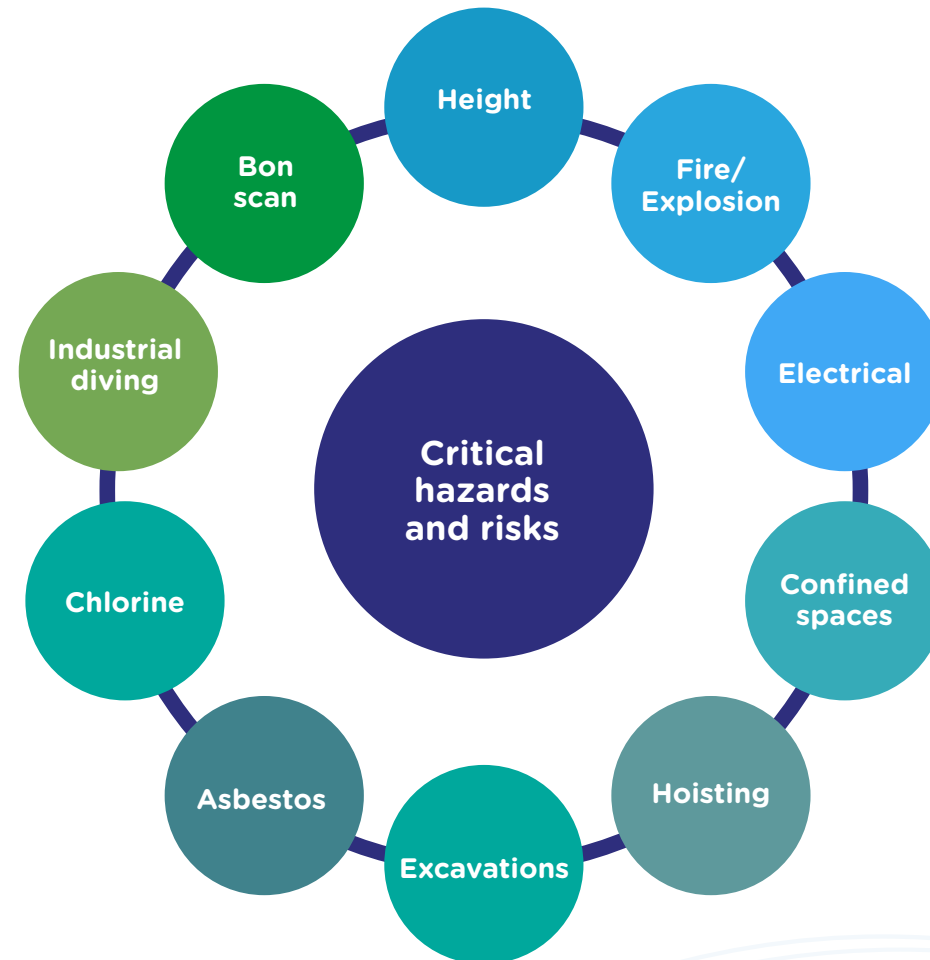 Height
Fire/
Explosion
Bon
scan
Industrial
diving
Electrical
Critical
hazards
and risks
Chlorine
Confined
spaces
Asbestos
Hoisting
Excavations